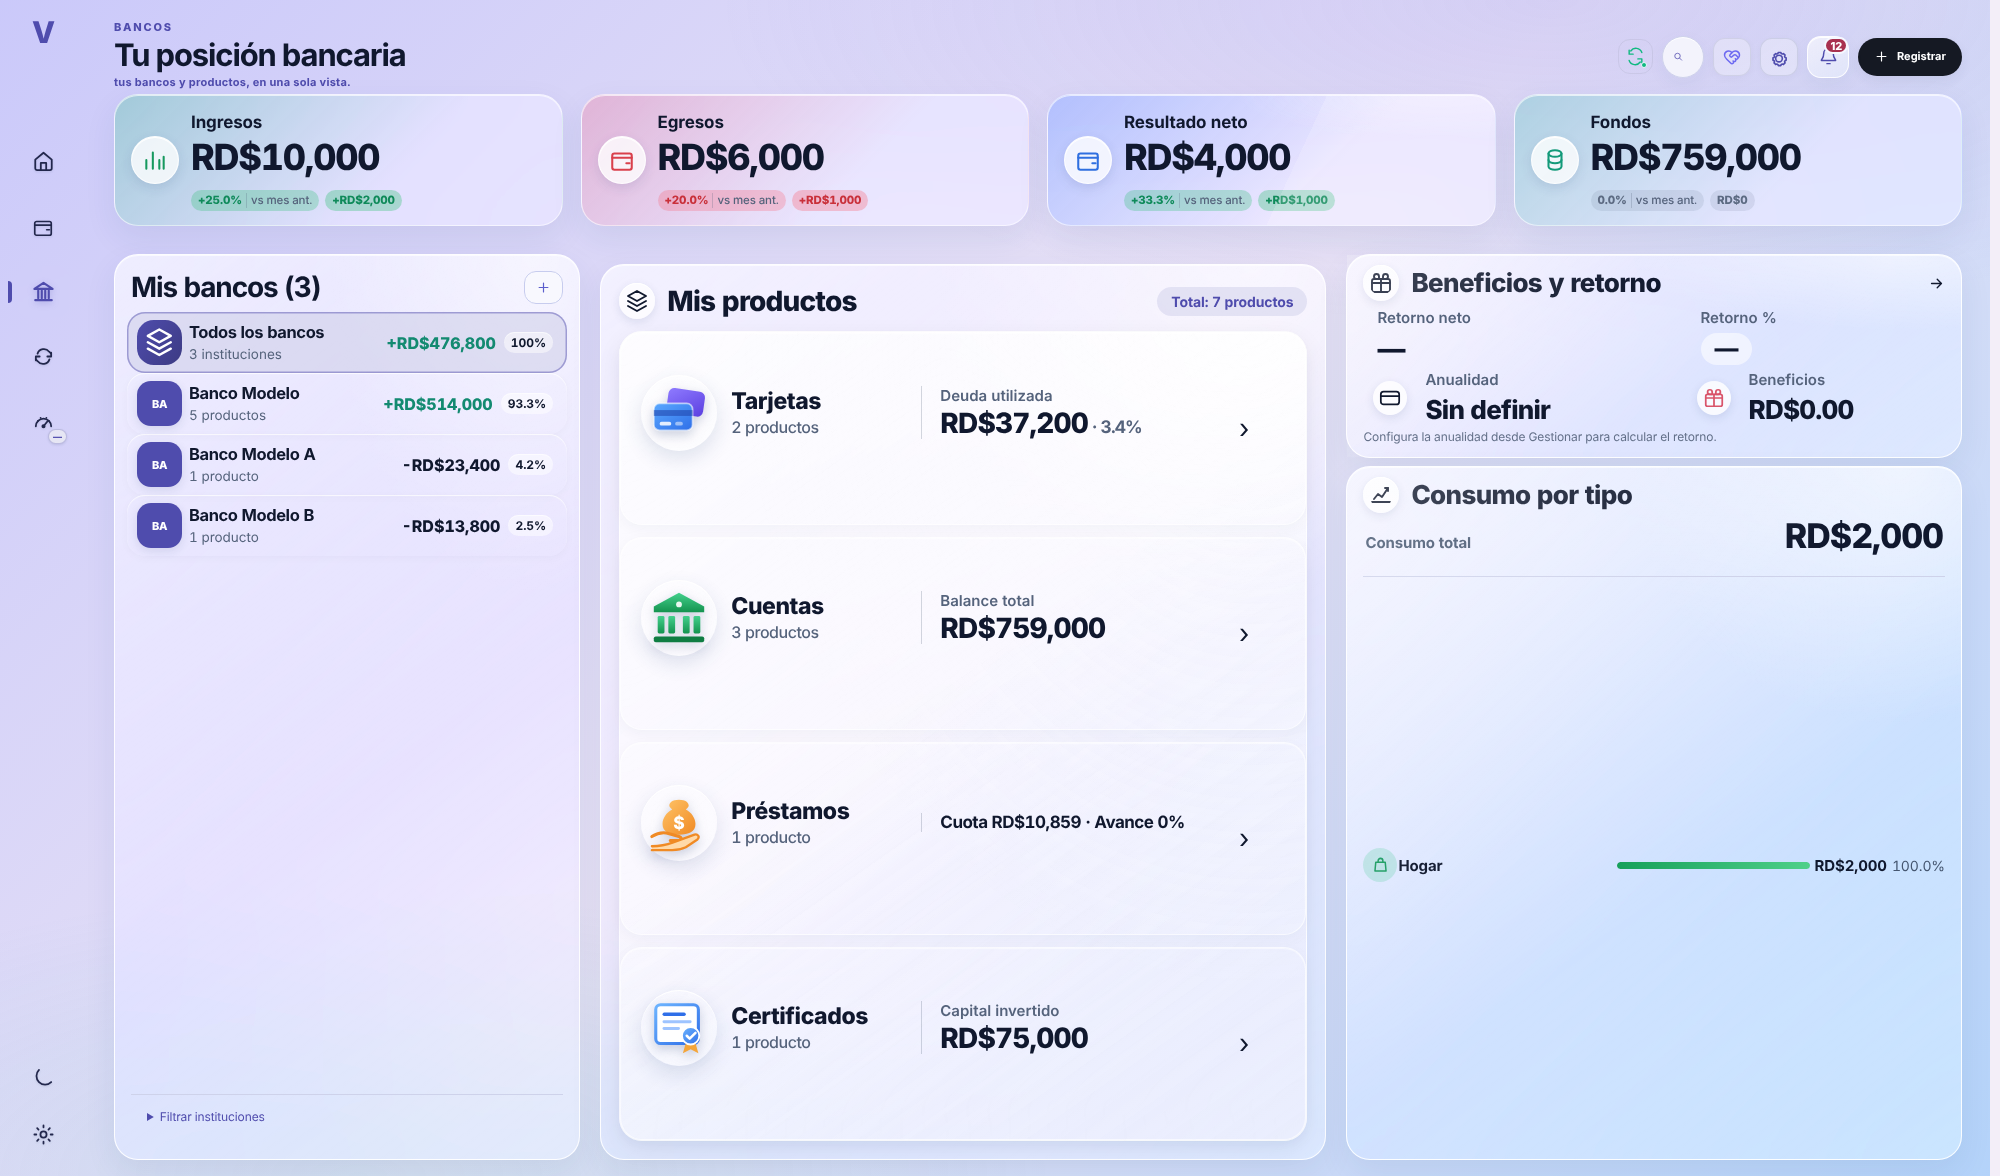 V
BANCOS
Tu posición bancaria
tus bancos y productos, en una sola vista.
12
+ Registrar
Ingresos
RD$10,000
+25.0% vs mes ant. +RD$2,000
Egresos
RD$6,000
+20.0% vs mes ant. +RD$1,000
Resultado neto
RD$4,000
+33.3% vs mes ant. +RD$1,000
Fondos
RD$759,000
0.0% vs mes ant. RD$0
Mis bancos (3)
+
Todos los bancos
3 instituciones
+RD$476,800 100%
BA
Banco Modelo
5 productos
+RD$514,000 93.3%
BA
Banco Modelo A
1 producto
-RD$23,400 4.2%
BA
Banco Modelo B
1 producto
-RD$13,800 2.5%
Filtrar instituciones
Mis productos
Total: 7 productos
Tarjetas
2 productos
Deuda utilizada
RD$37,200 · 3.4%
Cuentas
3 productos
Balance total
RD$759,000
$
Préstamos
1 producto
Cuota RD$10,859 · Avance 0%
Certificados
1 producto
Capital invertido
RD$75,000
Beneficios y retorno
Retorno neto
—
Retorno %
—
Anualidad
Sin definir
Beneficios
RD$0.00
Configura la anualidad desde Gestionar para calcular el retorno.
Consumo por tipo
Consumo total
RD$2,000
Hogar
RD$2,000 100.0%